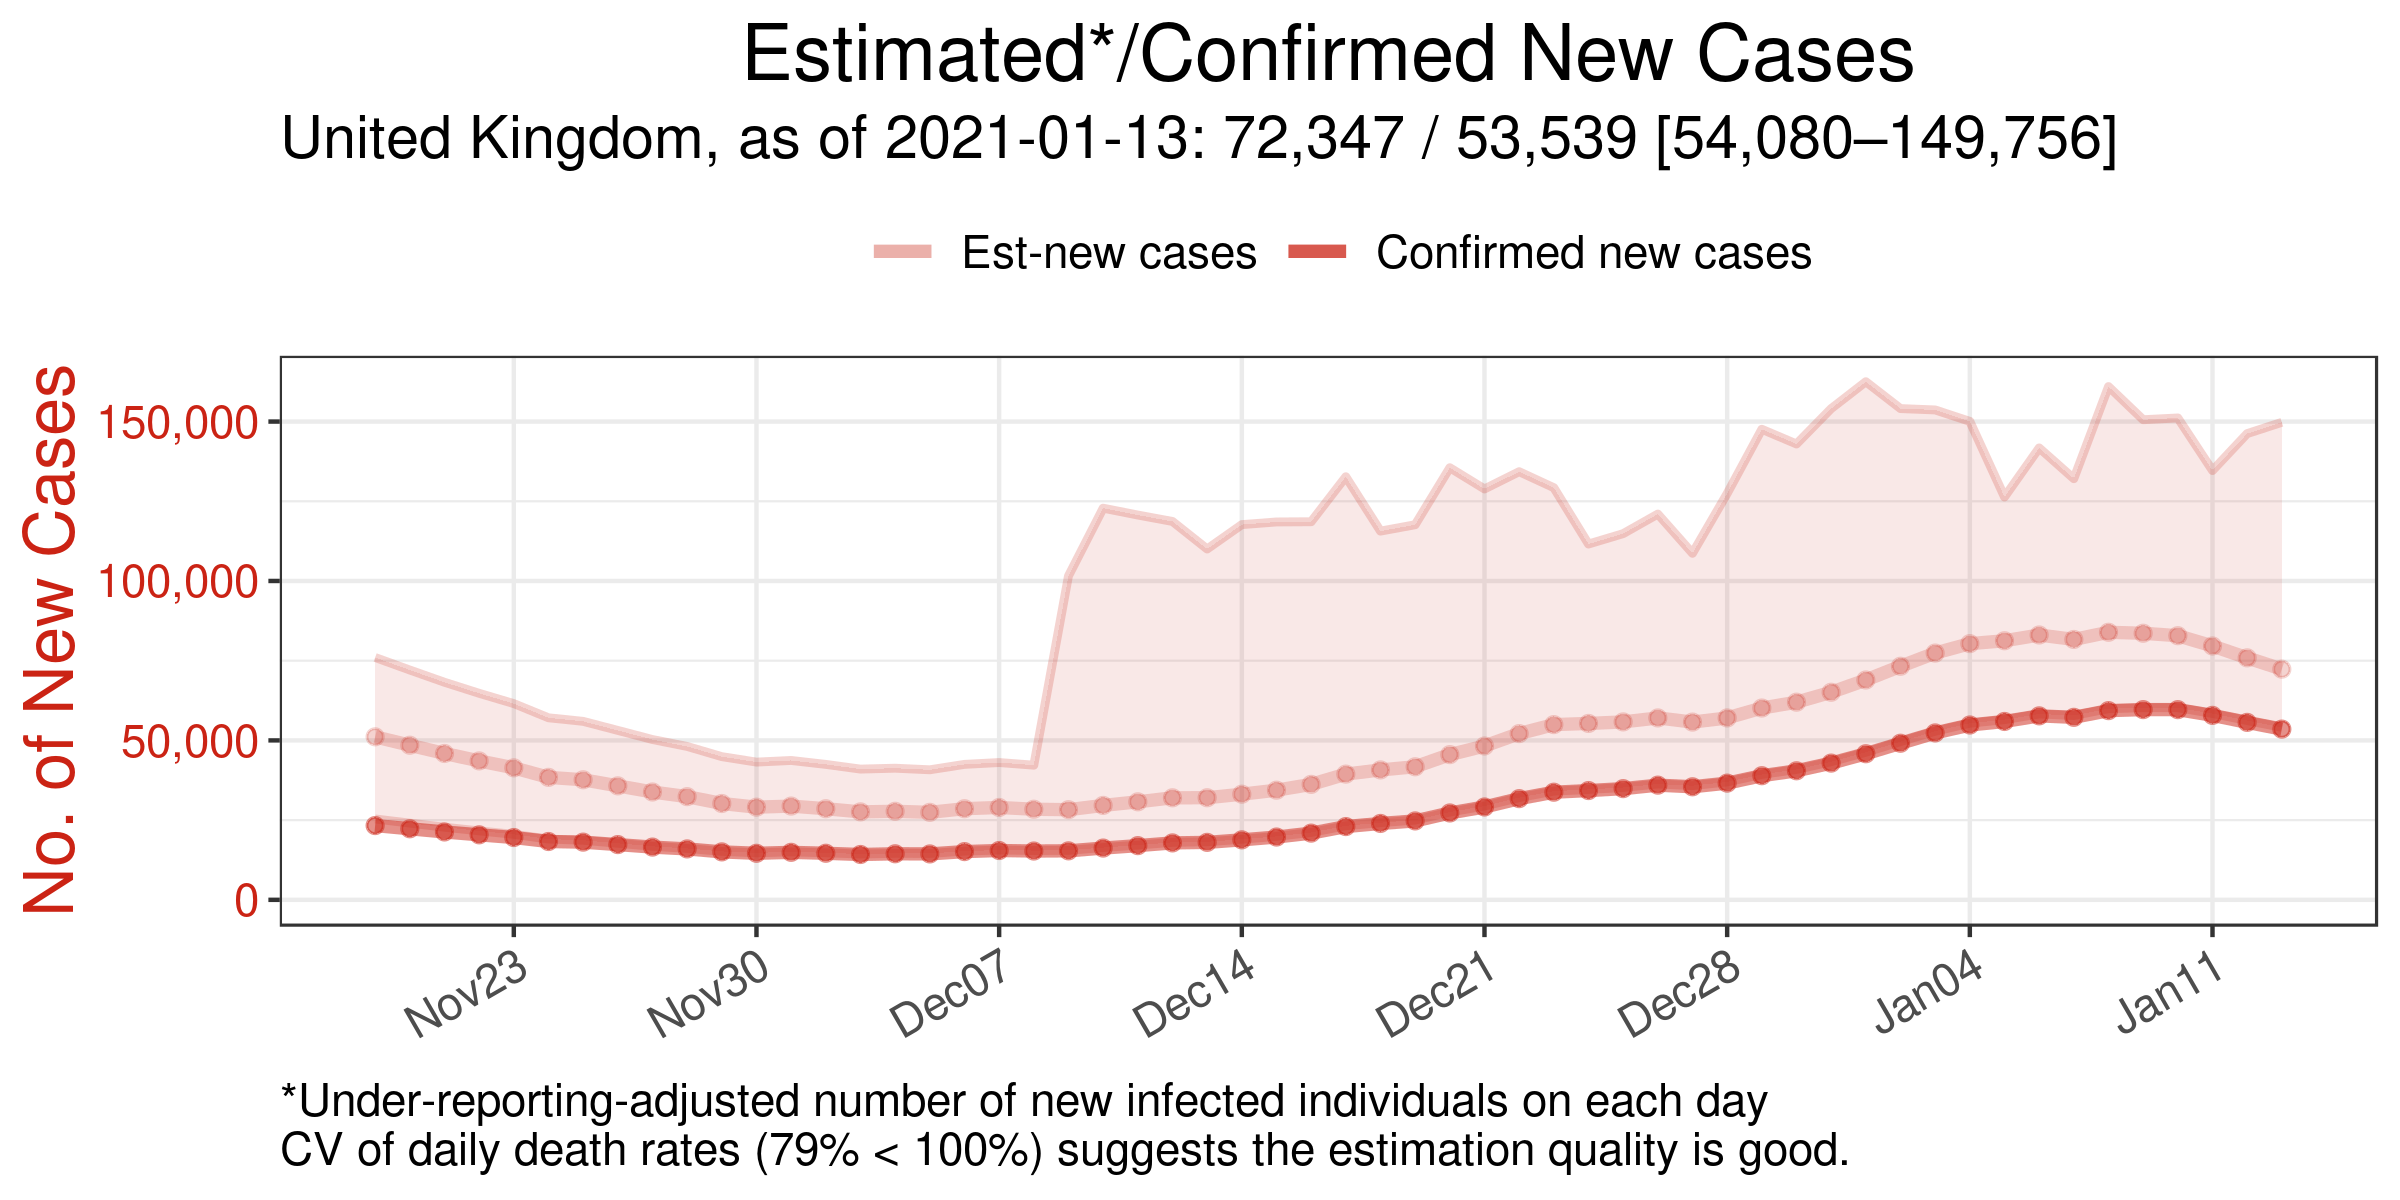 Estimated*/Confirmed New Cases
United Kingdom, as of 2021-01-13: 72,347 / 53,539 [54,080–149,756]
Est-new cases
Confirmed new cases
No. of New Cases
150,000
100,000
50,000
0
Nov23
Nov30
Dec07
Dec14
Dec21
Dec28
Jan04
Jan11
*Under-reporting-adjusted number of new infected individuals on each day
CV of daily death rates (79% < 100%) suggests the estimation quality is good.